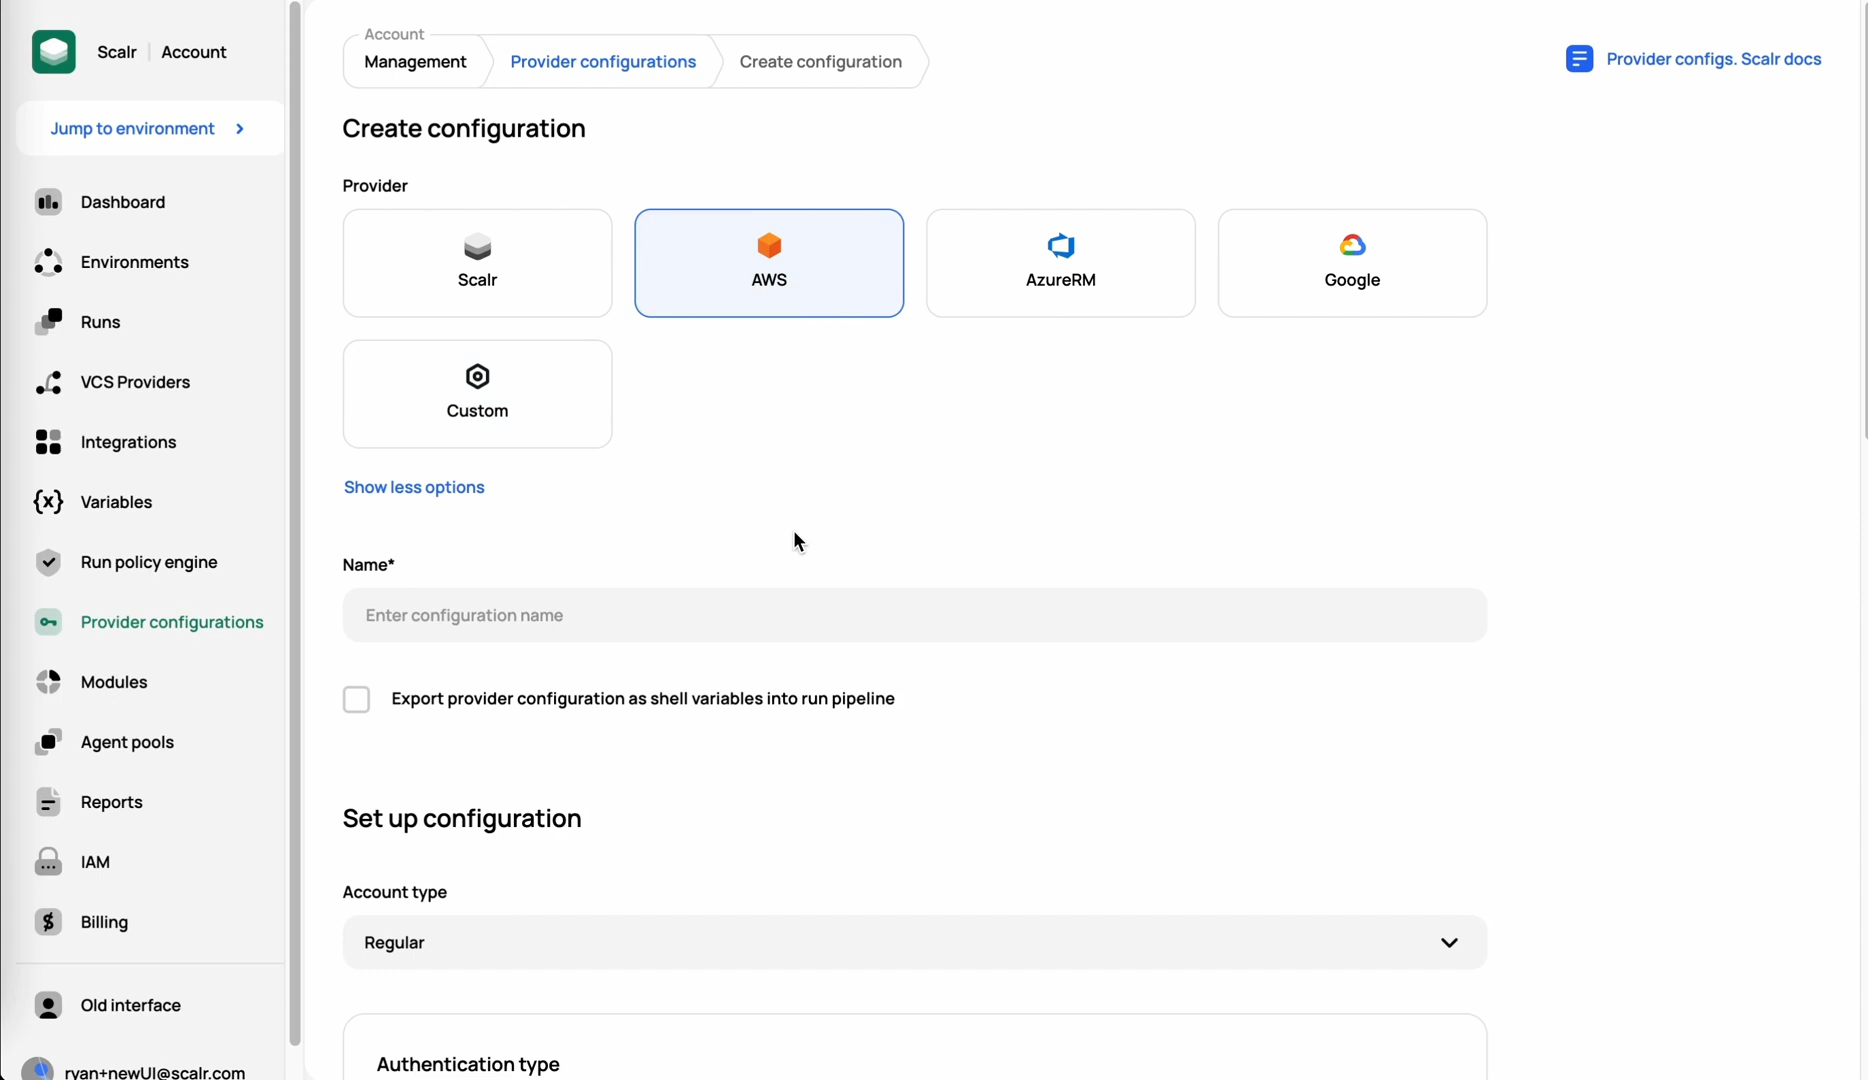 Scalr | Account
Jump to environment
Dashboard
Environments
Runs
VCS Providers
Integrations
Variables
Run policy engine
Provider configurations
Modules
Agent pools
Reports
IAM
Billing
Old interface
ryan+newUI@scalr.com
Account
Management
Provider configurations
Create configuration
Provider configs. Scalr docs
Create configuration
Provider
Scalr
AWS
AzureRM
Google
Custom
Show less options
Name*
Enter configuration name
Export provider configuration as shell variables into run pipeline
Set up configuration
Account type
Regular
Authentication type